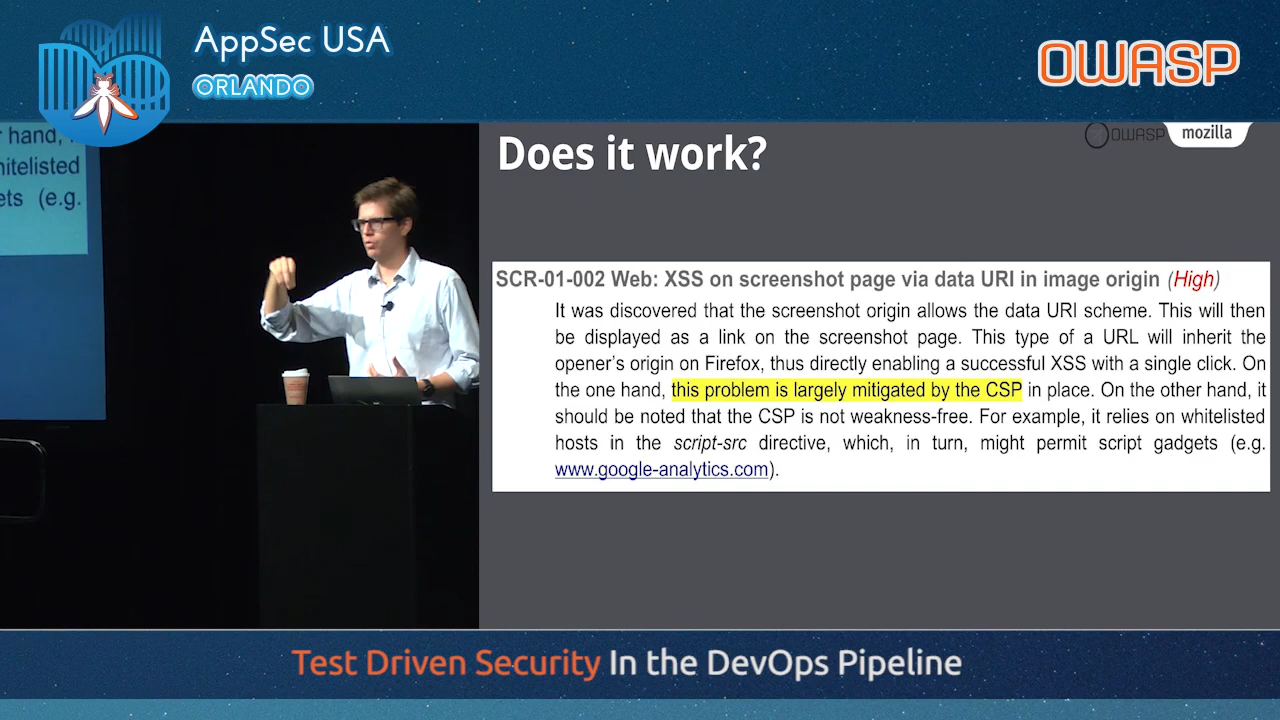 AppSec USA
ORLANDO
OWASP
r hand, i
hitelisted
ets (e.g.
Does it work?
OWASP
mozilla
SCR-01-002 Web: XSS on screenshot page via data URI in image origin (High)
It was discovered that the screenshot origin allows the data URI scheme. This will then
be displayed as a link on the screenshot page. This type of a URL will inherit the
opener's origin on Firefox, thus directly enabling a successful XSS with a single click. On
the one hand, this problem is largely mitigated by the CSP in place. On the other hand, it
should be noted that the CSP is not weakness-free. For example, it relies on whitelisted
hosts in the script-src directive, which, in turn, might permit script gadgets (e.g.
www.google-analytics.com).
Test Driven Security In the DevOps Pipeline